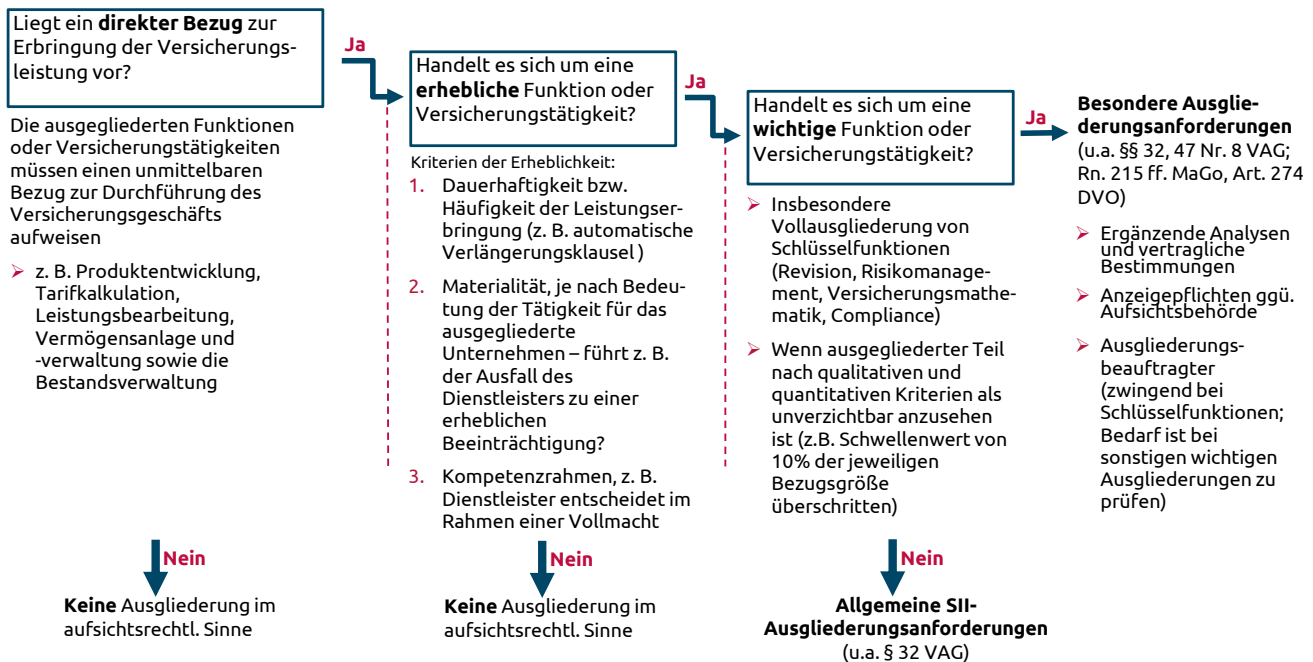 Liegt ein direkter Bezug zur
Erbringung der Versicherungs-
leistung vor?
Ja
Die ausgegliederten Funktionen
oder Versicherungstätigkeiten
müssen einen unmittelbaren
Bezug zur Durchführung des
Versicherungsgeschäfts
aufweisen
➢ z. B. Produktentwicklung,
Tarifkalkulation,
Leistungsbearbeitung,
Vermögensanlage und
-verwaltung sowie die
Bestandsverwaltung
Nein
Keine Ausgliederung im
aufsichtsrechtl. Sinne
Handelt es sich um eine
erhebliche Funktion oder
Versicherungstätigkeit?
Ja
Kriterien der Erheblichkeit:
1. Dauerhaftigkeit bzw.
Häufigkeit der Leistungser-
bringung (z. B. automatische
Verlängerungsklausel )
2. Materialität, je nach Bedeu-
tung der Tätigkeit für das
ausgegliederte
Unternehmen – führt z. B.
der Ausfall des
Dienstleisters zu einer
erheblichen
Beeinträchtigung?
3. Kompetenzrahmen, z. B.
Dienstleister entscheidet im
Rahmen einer Vollmacht
Nein
Keine Ausgliederung im
aufsichtsrechtl. Sinne
Handelt es sich um eine
wichtige Funktion oder
Versicherungstätigkeit?
Ja
➢ Insbesondere
Vollausgliederung von
Schlüsselfunktionen
(Revision, Risikomanage-
ment, Versicherungsmathe-
matik, Compliance)
➢ Wenn ausgegliederter Teil
nach qualitativen und
quantitativen Kriterien als
unverzichtbar anzusehen
ist (z.B. Schwellenwert von
10% der jeweiligen
Bezugsgröße
überschritten)
Nein
Allgemeine SII-
Ausgliederungsanforderungen
(u.a. § 32 VAG)
Besondere Ausglie-
derungsanforderungen
(u.a. §§ 32, 47 Nr. 8 VAG;
Rn. 215 ff. MaGo, Art. 274
DVO)
➢ Ergänzende Analysen
und vertragliche
Bestimmungen
➢ Anzeigepflichten ggü.
Aufsichtsbehörde
➢ Ausgliederungs-
beauftragter
(zwingend bei
Schlüsselfunktionen;
Bedarf ist bei
sonstigen wichtigen
Ausgliederungen zu
prüfen)